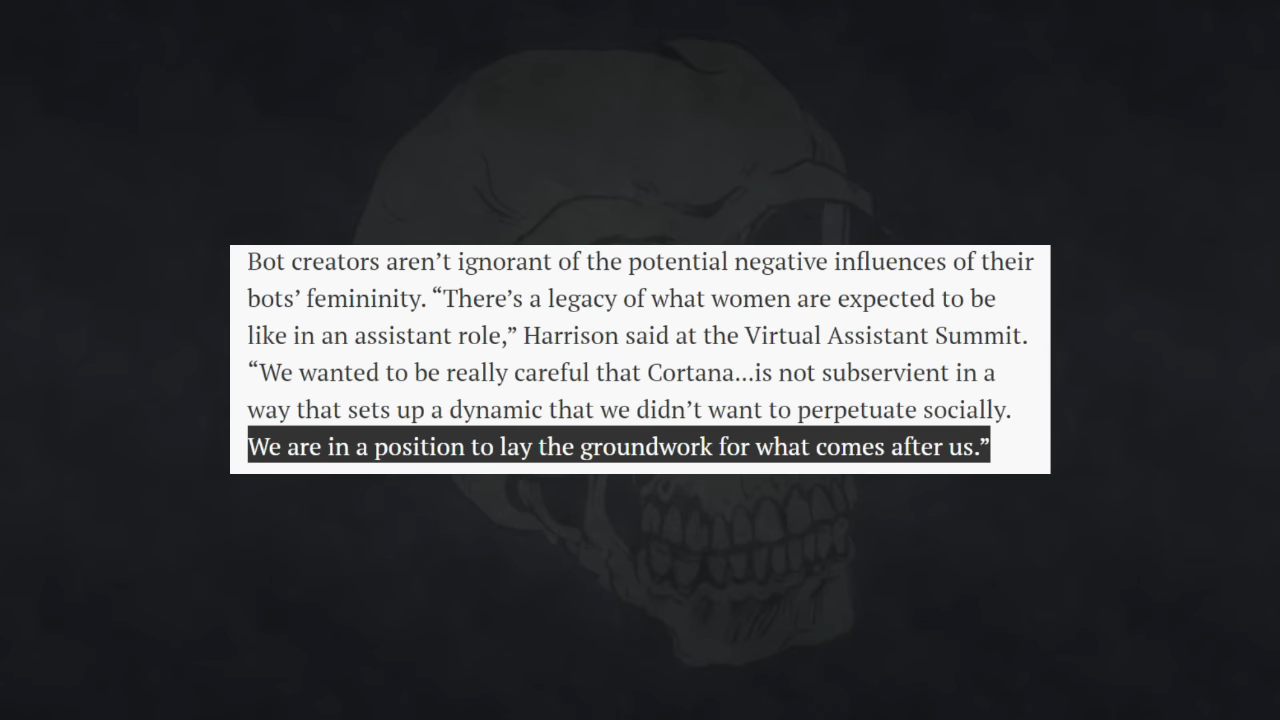 Bot creators aren’t ignorant of the potential negative influences of their
bots’ femininity. “There’s a legacy of what women are expected to be
like in an assistant role,” Harrison said at the Virtual Assistant Summit.
“We wanted to be really careful that Cortana...is not subservient in a
way that sets up a dynamic that we didn’t want to perpetuate socially.
We are in a position to lay the groundwork for what comes after us.”